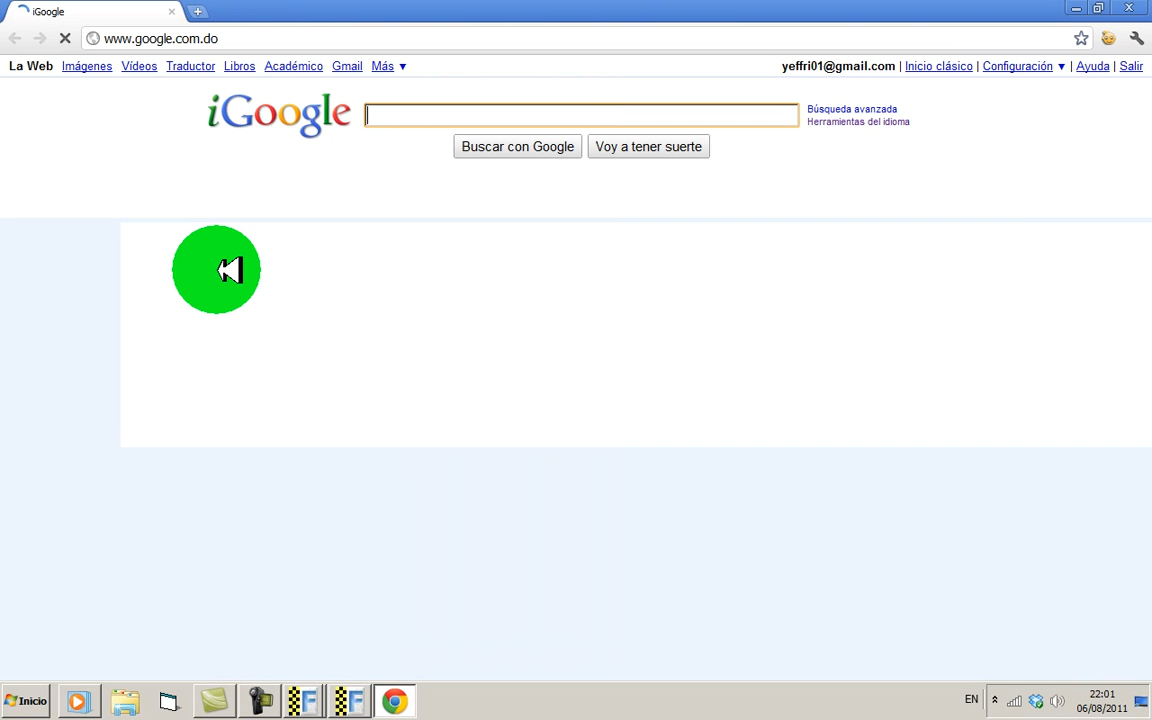 iGoogle
www.google.com.do
La Web Imágenes Vídeos Traductor Libros Académico Gmail Más ▼ yeffri01@gmail.com | Inicio clásico | Configuración ▼ | Ayuda | Salir
iGoogle
Búsqueda avanzada
Herramientas del idioma
Buscar con Google Voy a tener suerte
Inicio EN 22:01
06/08/2011